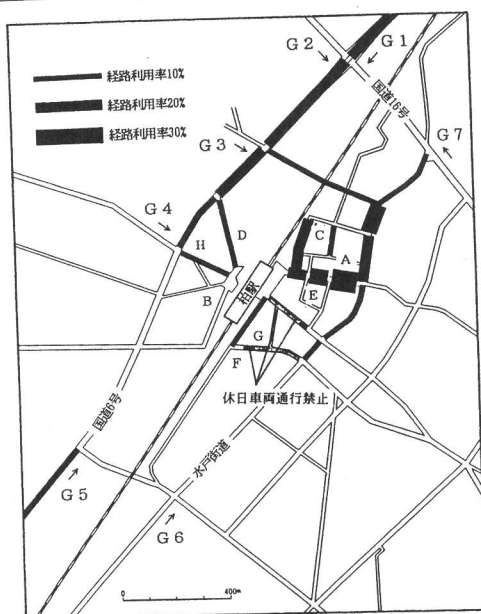 経路利用率10%
経路利用率20%
経路利用率30%
G2
G1
国道16号
G3
G7
G4
D
H
C
A
B
E
柏駅
G
F
休日車両通行禁止
国道6号
水戸街道
G5
G6
0
400m